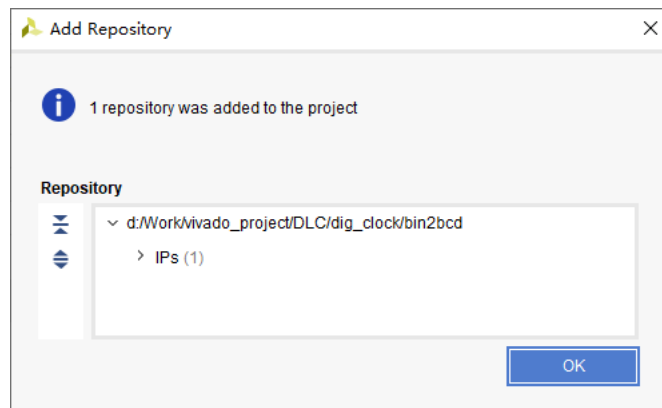 Add Repository
1 repository was added to the project
Repository
d:/Work/vivado_project/DLC/dig_clock/bin2bcd
IPs (1)
OK